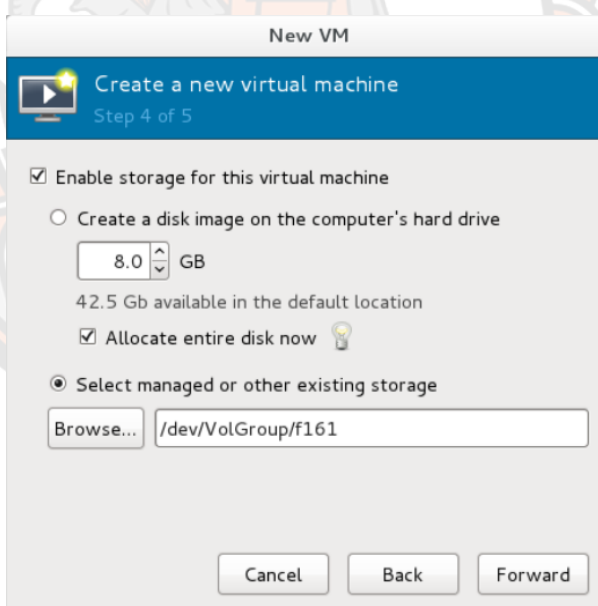 New VM
Create a new virtual machine
Step 4 of 5
Enable storage for this virtual machine
Create a disk image on the computer's hard drive
8.0 GB
42.5 Gb available in the default location
Allocate entire disk now
Select managed or other existing storage
Browse... /dev/VolGroup/f161
Cancel Back Forward